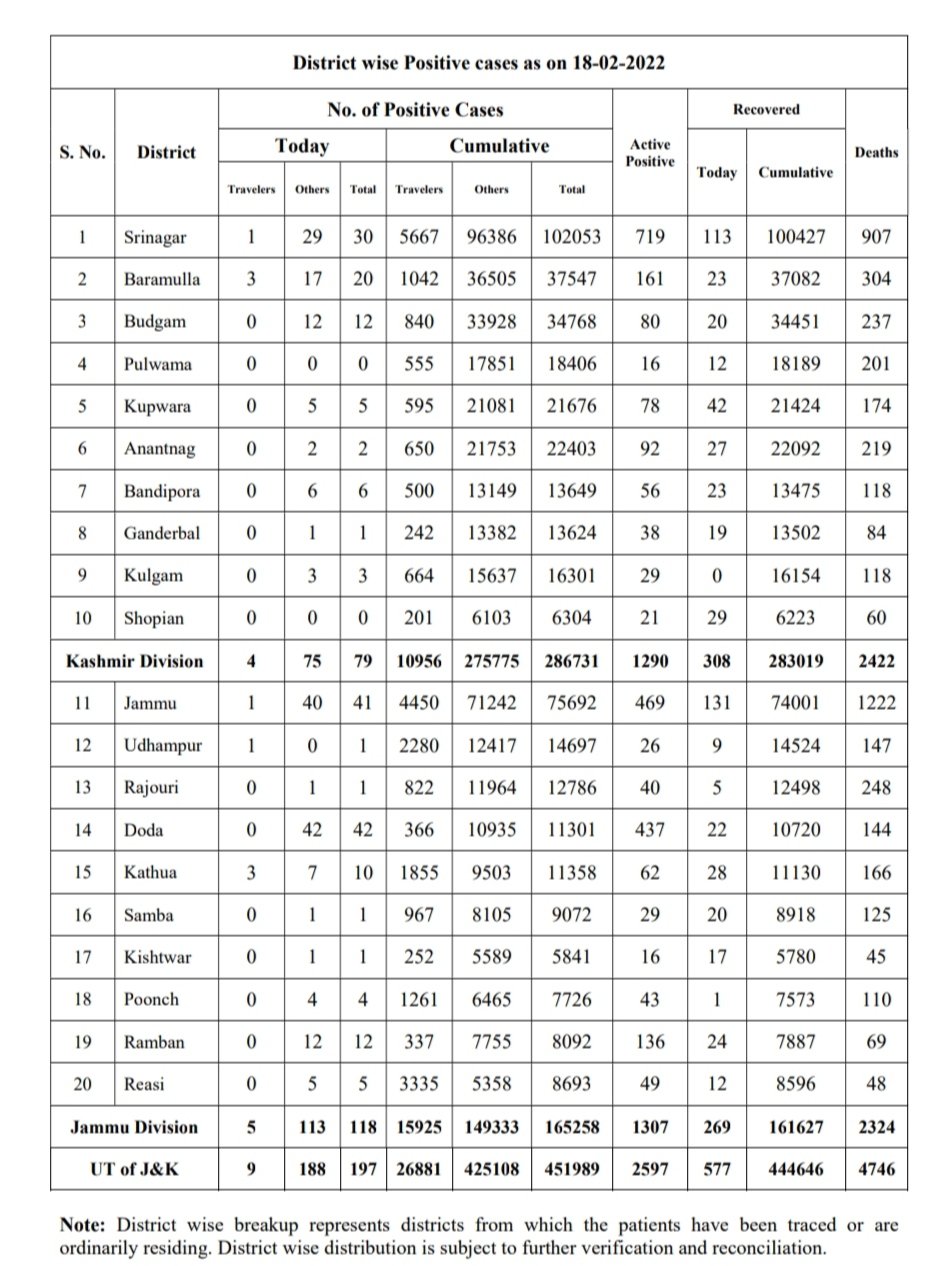 District wise Positive cases as on 18-02-2022
S. No. District No. of Positive Cases Active Positive Recovered Deaths
Today Cumulative Today Cumulative
Travelers Others Total Travelers Others Total
1 Srinagar 1 29 30 5667 96386 102053 719 113 100427 907
2 Baramulla 3 17 20 1042 36505 37547 161 23 37082 304
3 Budgam 0 12 12 840 33928 34768 80 20 34451 237
4 Pulwama 0 0 0 555 17851 18406 16 12 18189 201
5 Kupwara 0 5 5 595 21081 21676 78 42 21424 174
6 Anantnag 0 2 2 650 21753 22403 92 27 22092 219
7 Bandipora 0 6 6 500 13149 13649 56 23 13475 118
8 Ganderbal 0 1 1 242 13382 13624 38 19 13502 84
9 Kulgam 0 3 3 664 15637 16301 29 0 16154 118
10 Shopian 0 0 0 201 6103 6304 21 29 6223 60
Kashmir Division 4 75 79 10956 275775 286731 1290 308 283019 2422
11 Jammu 1 40 41 4450 71242 75692 469 131 74001 1222
12 Udhampur 1 0 1 2280 12417 14697 26 9 14524 147
13 Rajouri 0 1 1 822 11964 12786 40 5 12498 248
14 Doda 0 42 42 366 10935 11301 437 22 10720 144
15 Kathua 3 7 10 1855 9503 11358 62 28 11130 166
16 Samba 0 1 1 967 8105 9072 29 20 8918 125
17 Kishtwar 0 1 1 252 5589 5841 16 17 5780 45
18 Poonch 0 4 4 1261 6465 7726 43 1 7573 110
19 Ramban 0 12 12 337 7755 8092 136 24 7887 69
20 Reasi 0 5 5 3335 5358 8693 49 12 8596 48
Jammu Division 5 113 118 15925 149333 165258 1307 269 161627 2324
UT of J&K 9 188 197 26881 425108 451989 2597 577 444646 4746
Note: District wise breakup represents districts from which the patients have been traced or are
ordinarily residing. District wise distribution is subject to further verification and reconciliation.